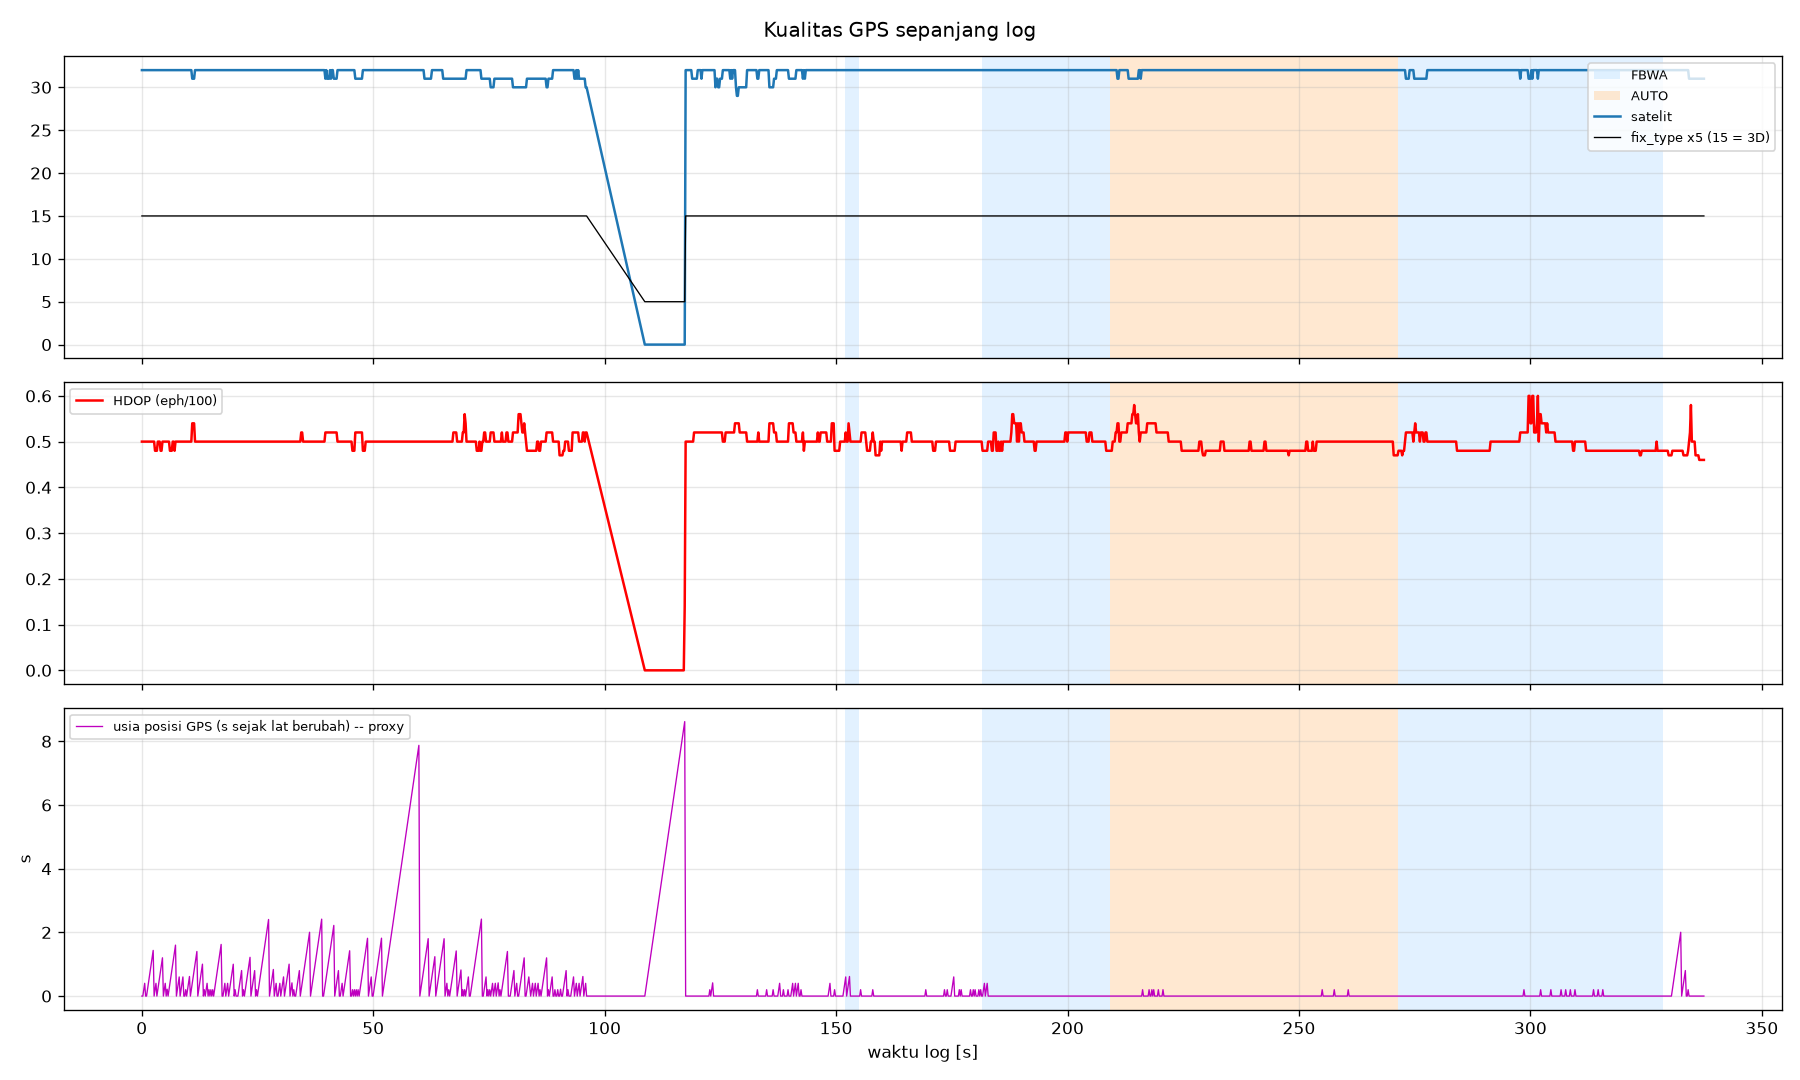 Kualitas GPS sepanjang log
30
25
20
15
10
5
0
FBWA
AUTO
satelit
fix_type x5 (15 = 3D)
0.6
0.5
0.4
0.3
0.2
0.1
0.0
HDOP (eph/100)
8
6
4
2
0
s
usia posisi GPS (s sejak lat berubah) -- proxy
0 50 100 150 200 250 300 350
waktu log [s]